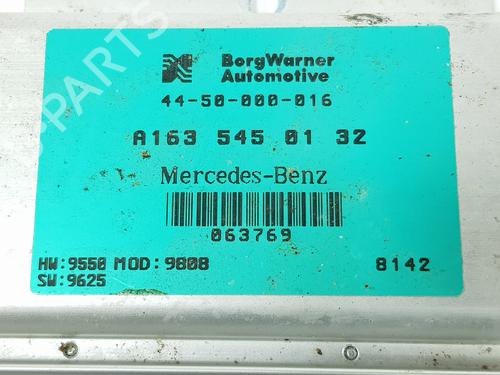 BorgWarner
Automotive
44-50-000-016
A163 545 01 32
Mercedes-Benz
063769
HW:9550 MOD:9808 8142
SW:9625
PARTS